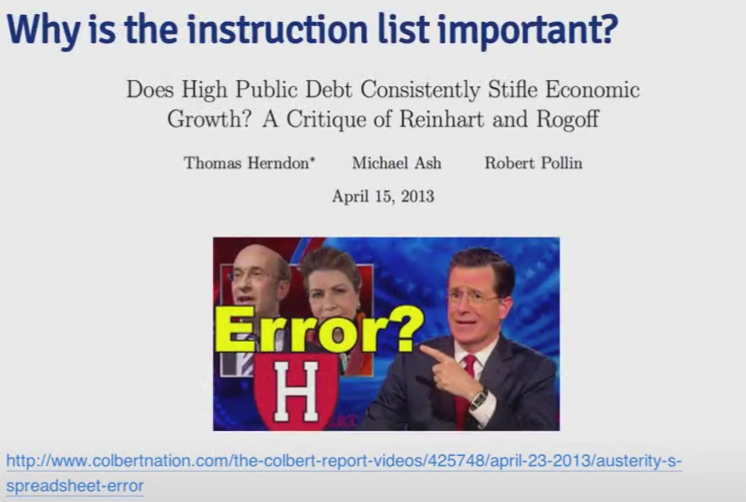 Why is the instruction list important?
Does High Public Debt Consistently Stifle Economic
Growth? A Critique of Reinhart and Rogoff
Thomas Herndon* Michael Ash Robert Pollin
April 15, 2013
Error?
H
http://www.colbertnation.com/the-colbert-report-videos/425748/april-23-2013/austerity-s-
spreadsheet-error